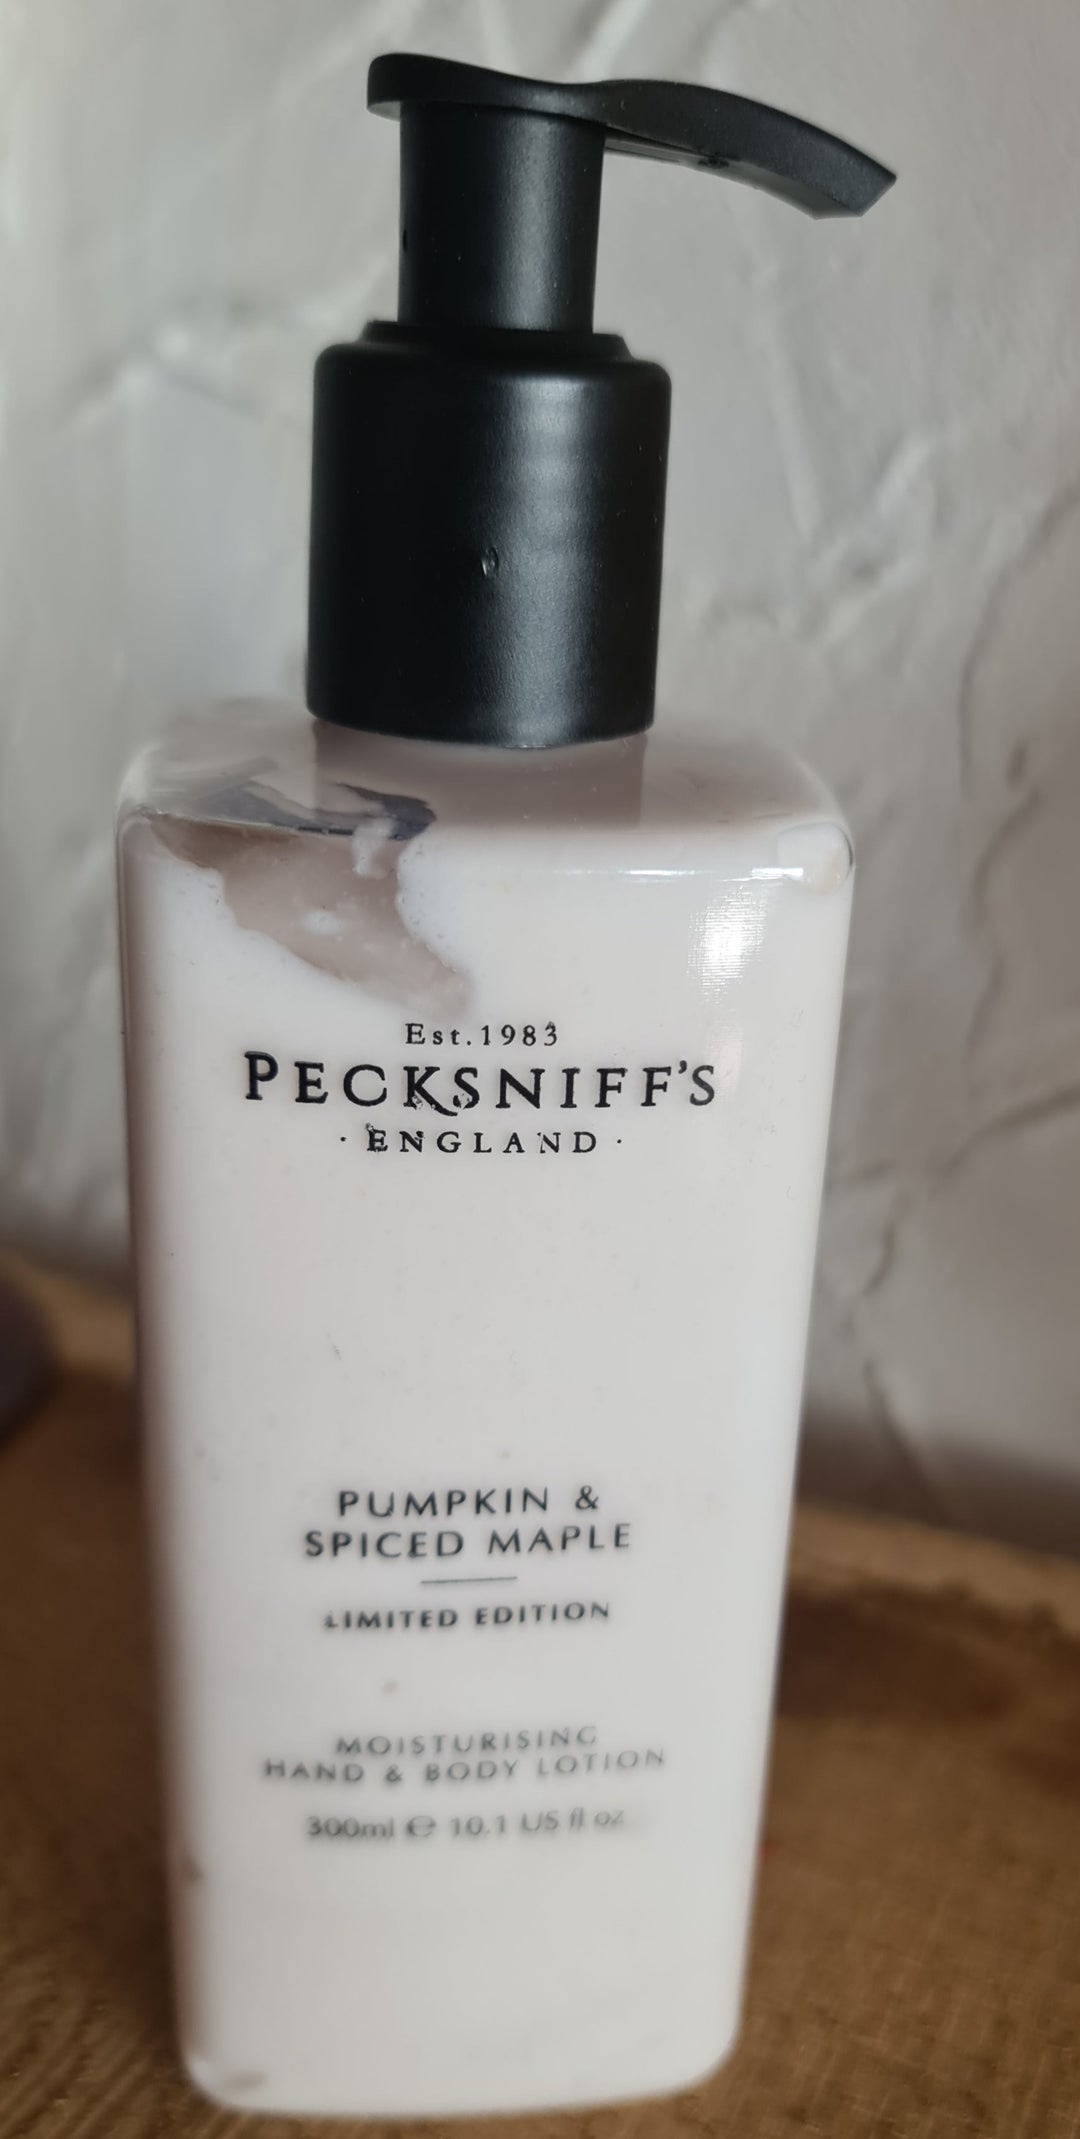 Est.1983
PECKSNIFF'S
· ENGLAND ·
PUMPKIN &
SPICED MAPLE
LIMITED EDITION
MOISTURISING
HAND & BODY LOTION
300ml ℮ 10.1 US fl oz